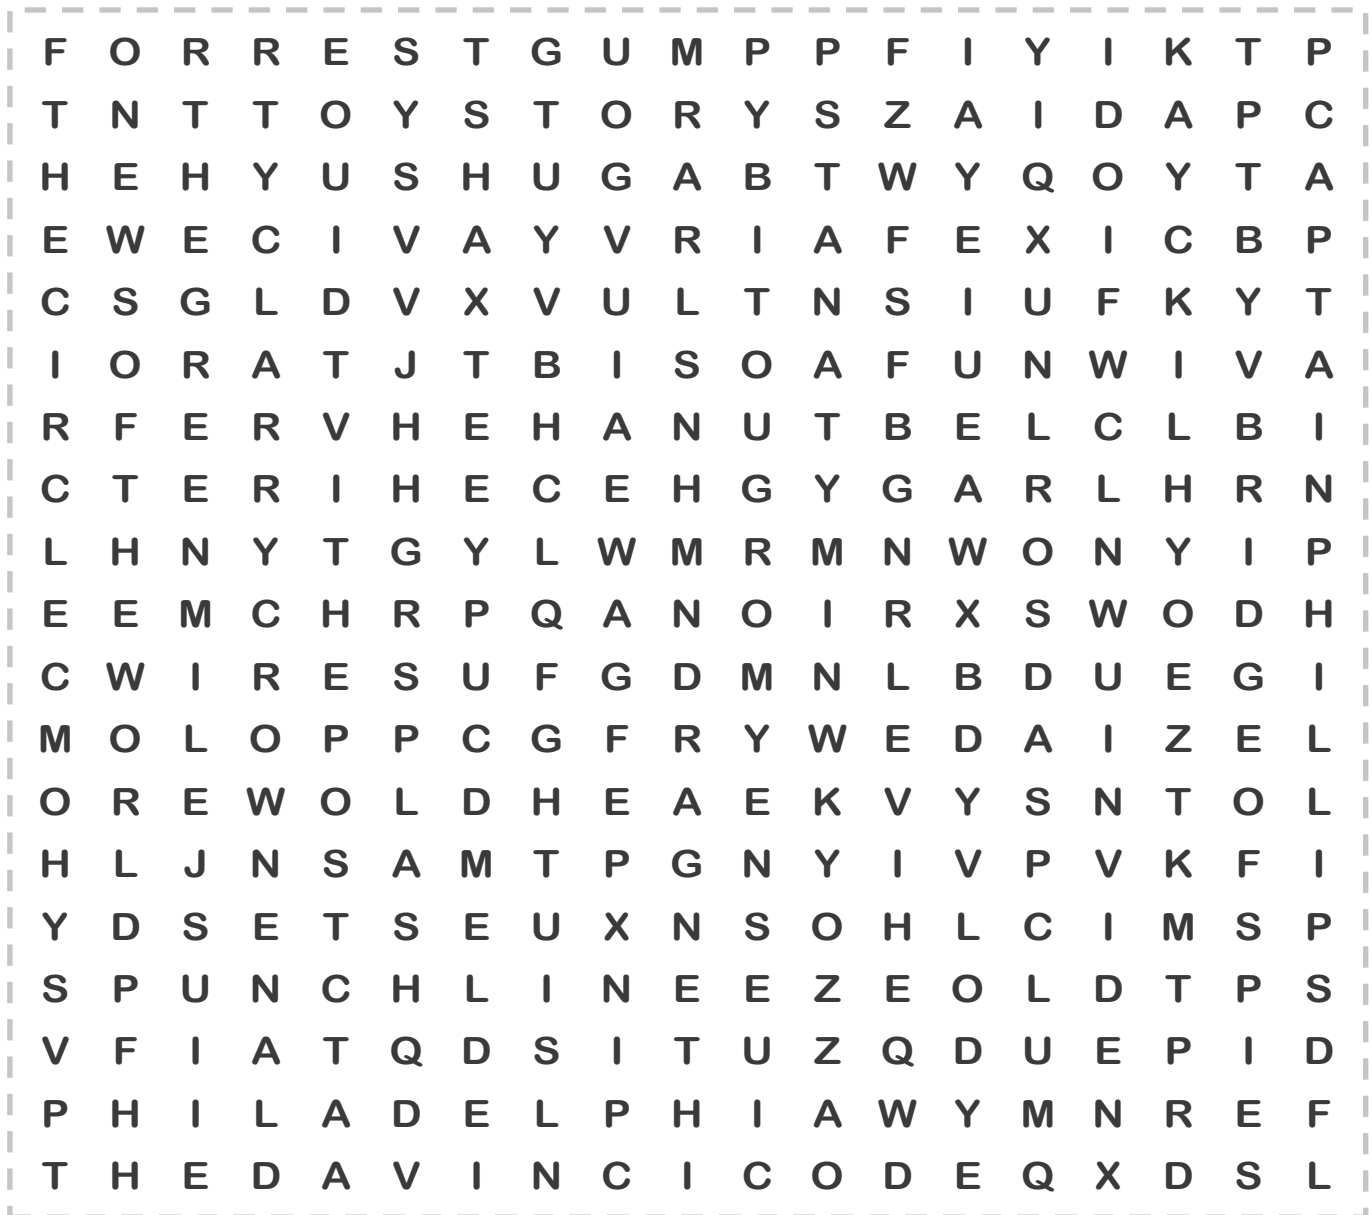 F O R R E S T G U M P P F I Y I K T P
T N T T O Y S T O R Y S Z A I D A P C
H E H Y U S H U G A B T W Y Q O Y T A
E W E C I V A Y V R I A F E X I C B P
C S G L D V X V U L T N S I U F K Y T
I O R A T J T B I S O A F U N W I V A
R F E R V H E H A N U T B E L C L B I
C T E R I H E C E H G Y G A R L H R N
L H N Y T G Y L W M R M N W O N Y I P
E E M C H R P Q A N O I R X S W O D H
C W I R E S U F G D M N L B D U E G I
M O L O P P C G F R Y W E D A I Z E L
O R E W O L D H E A E K V Y S N T O L
H L J N S A M T P G N Y I V P V K F I
Y D S E T S E U X N S O H L C I M S P
S P U N C H L I N E E Z E O L D T P S
V F I A T Q D S I T U Z Q D U E P I D
P H I L A D E L P H I A W Y M N R E F
T H E D A V I N C I C O D E Q X D S L